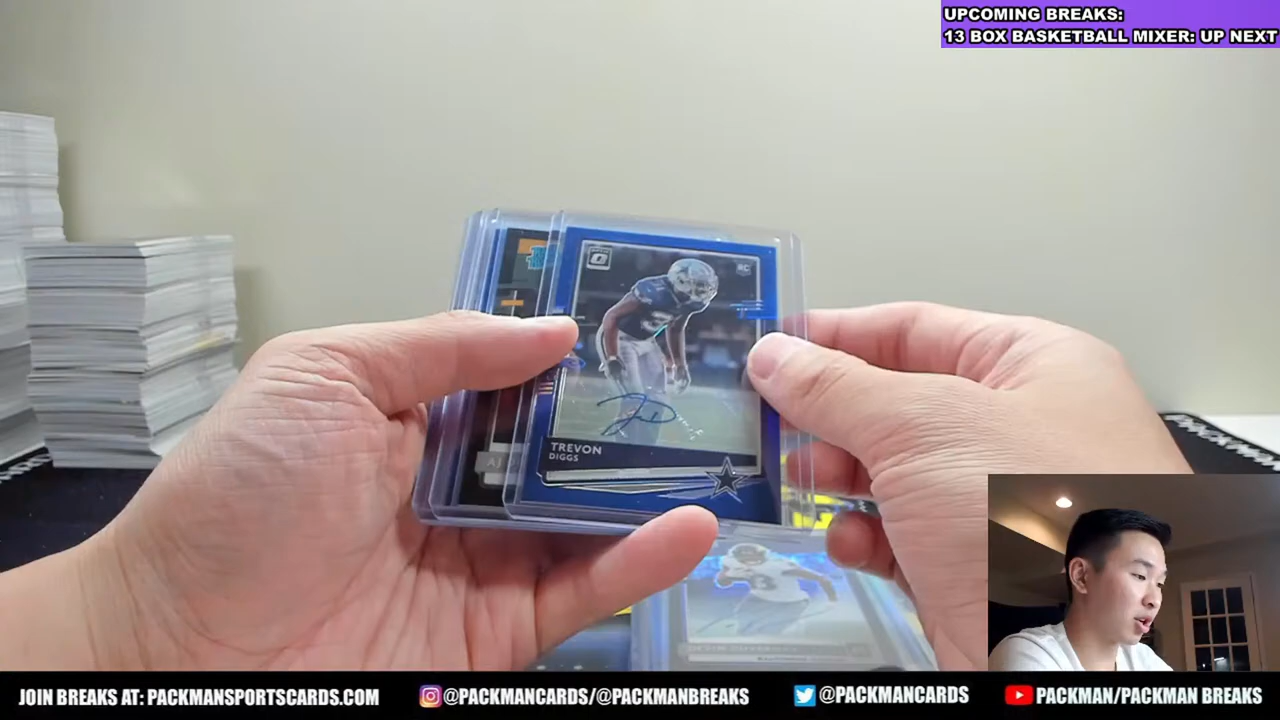 UPCOMING BREAKS:
13 BOX BASKETBALL MIXER: UP NEXT
RC
TREVON
DIGGS
AJ
JOIN BREAKS AT: PACKMANSPORTSCARDS.COM
@PACKMANCARDS/@PACKMANBREAKS
@PACKMANCARDS
PACKMAN/PACKMAN BREAKS